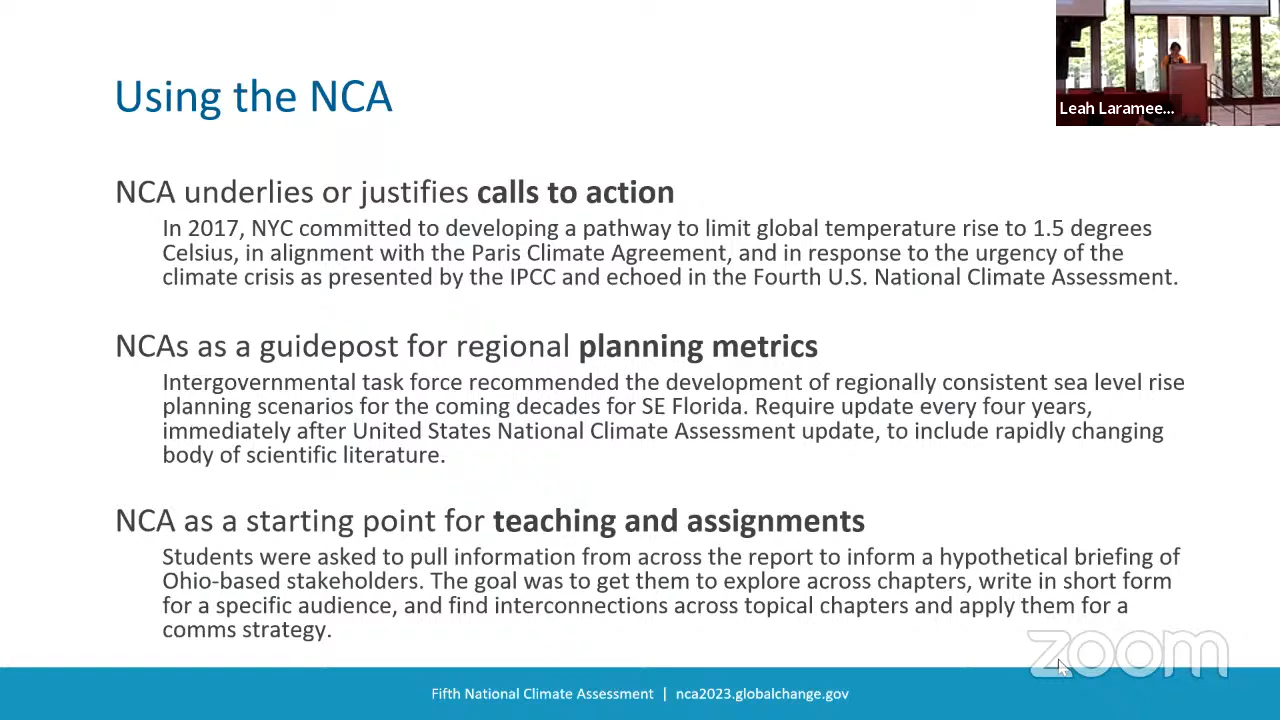 Using the NCA
Leah Laramee...
NCA underlies or justifies calls to action
In 2017, NYC committed to developing a pathway to limit global temperature rise to 1.5 degrees
Celsius, in alignment with the Paris Climate Agreement, and in response to the urgency of the
climate crisis as presented by the IPCC and echoed in the Fourth U.S. National Climate Assessment.
NCAs as a guidepost for regional planning metrics
Intergovernmental task force recommended the development of regionally consistent sea level rise
planning scenarios for the coming decades for SE Florida. Require update every four years,
immediately after United States National Climate Assessment update, to include rapidly changing
body of scientific literature.
NCA as a starting point for teaching and assignments
Students were asked to pull information from across the report to inform a hypothetical briefing of
Ohio-based stakeholders. The goal was to get them to explore across chapters, write in short form
for a specific audience, and find interconnections across topical chapters and apply them for a
comms strategy.
zoom
Fifth National Climate Assessment | nca2023.globalchange.gov